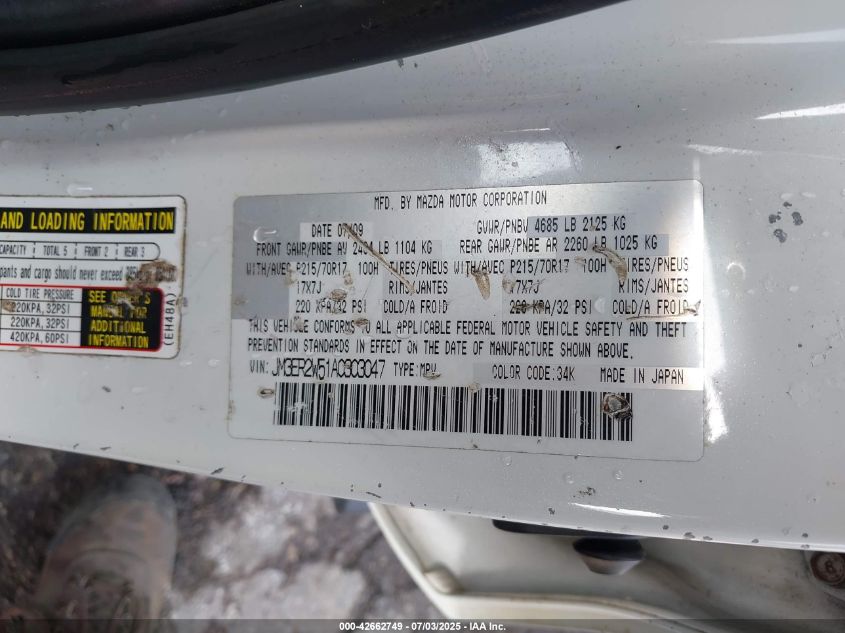 AND LOADING INFORMATION
CAPACITY TOTAL 5 FRONT 2 REAR 3
pants and cargo should never exceed
COLD TIRE PRESSURE
220KPA, 32PSI
220KPA, 32PSI
420KPA, 60PSI
SEE OWNER'S
MANUAL FOR
ADDITIONAL
INFORMATION
(EH48A)
MFD. BY MAZDA MOTOR CORPORATION
DATE 07/09 GVWR/PNBV 4685 LB 2125 KG
FRONT GAWR/PNBE AV LB 1104 KG REAR GAWR/PNBE AR 2260 LB 1025 KG
WITH/AVEC P215/70R17 100H TIRES/PNEUS WITH/AVEC P215/70R17 100H TIRES/PNEUS
17X7J RIMS/JANTES 17X7J RIMS/JANTES
220 KPA/32 PSI COLD/A FROID 220 KPA/32 PSI COLD/A FROID
THIS VEHICLE CONFORMS TO ALL APPLICABLE FEDERAL MOTOR VEHICLE SAFETY AND THEFT
PREVENTION STANDARDS IN EFFECT ON THE DATE OF MANUFACTURE SHOWN ABOVE.
VIN: JM3ER2W51A0303047 TYPE: MPV COLOR CODE: 34K MADE IN JAPAN
000-42662749 - 07/03/2025 - IAA Inc.